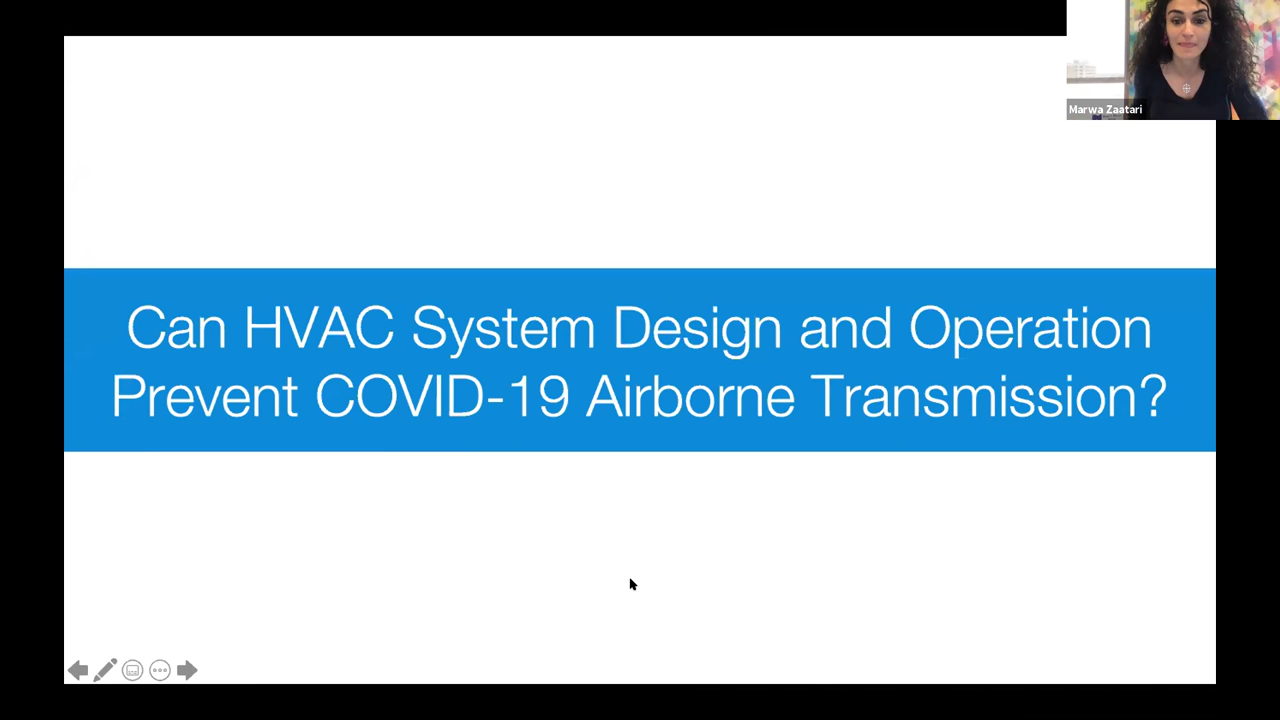 Marwa Zaatari
Can HVAC System Design and Operation
Prevent COVID-19 Airborne Transmission?